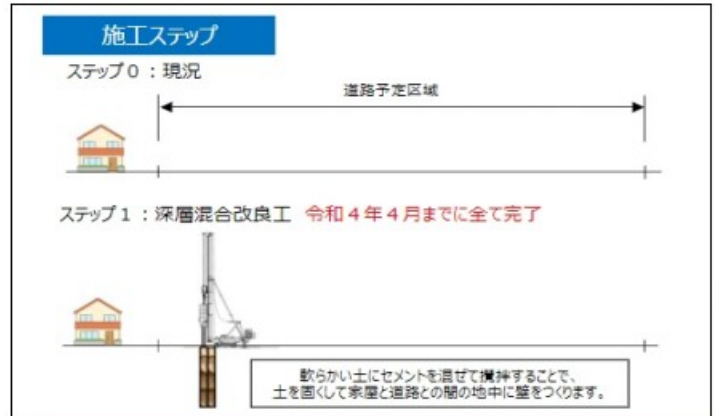 施工ステップ
ステップ0：現況
道路予定区域
ステップ1：深層混合改良工 令和4年4月までに全て完了
軟らかい土にセメントを混ぜて攪拌することで、
土を固くして家屋と道路との間の地中に壁をつくります。